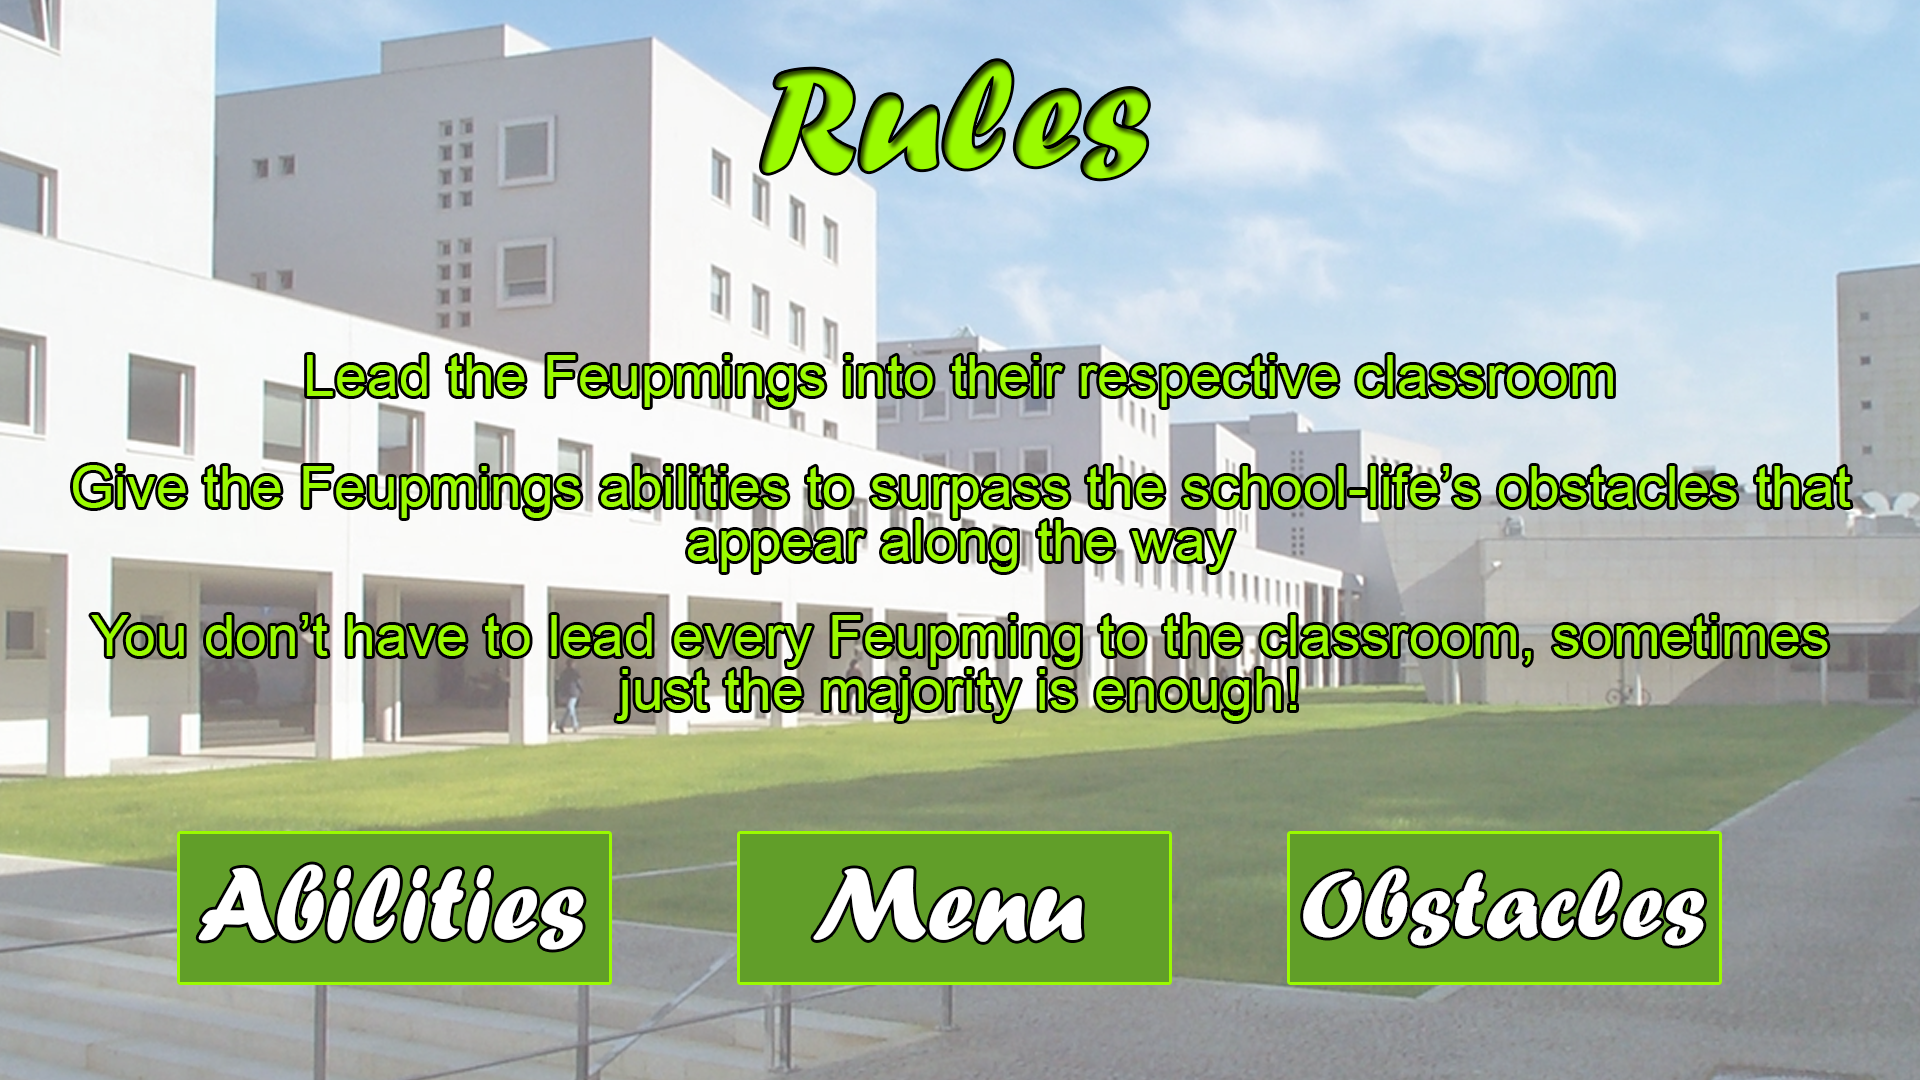 Rules
Lead the Feupmings into their respective classroom
Give the Feupmings abilities to surpass the school-life’s obstacles that
appear along the way
You don’t have to lead every Feupming to the classroom, sometimes
just the majority is enough!
Abilities
Menu
Obstacles